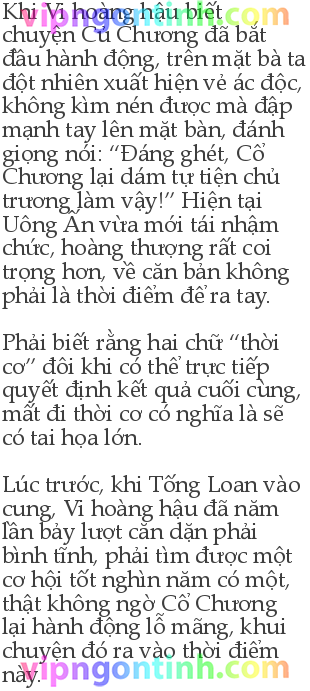 Khi Vi hoàng hậu biết
vipngontinh.com
chuyện Cù Chương đã bắt
đầu hành động, trên mặt bà ta
đột nhiên xuất hiện vẻ ác độc,
không kìm nén được mà đập
mạnh tay lên mặt bàn, đánh
giọng nói: “Đáng ghét, Cổ
Chương lại dám tự tiện chủ
trương làm vậy!” Hiện tại
Uông Ấn vừa mới tái nhậm
chức, hoàng thượng rất coi
trọng hơn, về căn bản không
phải là thời điểm để ra tay.
Phải biết rằng hai chữ “thời
cơ” đôi khi có thể trực tiếp
quyết định kết quả cuối cùng,
mất đi thời cơ có nghĩa là sẽ
có tai họa lớn.
Lúc trước, khi Tống Loan vào
cung, Vi hoàng hậu đã năm
lần bảy lượt căn dặn phải
bình tĩnh, phải tìm được một
cơ hội tốt nghìn năm có một,
thật không ngờ Cổ Chương
lại hành động lỗ mãng, khui
chuyện đó ra vào thời điểm
này.
vipngontinh.com